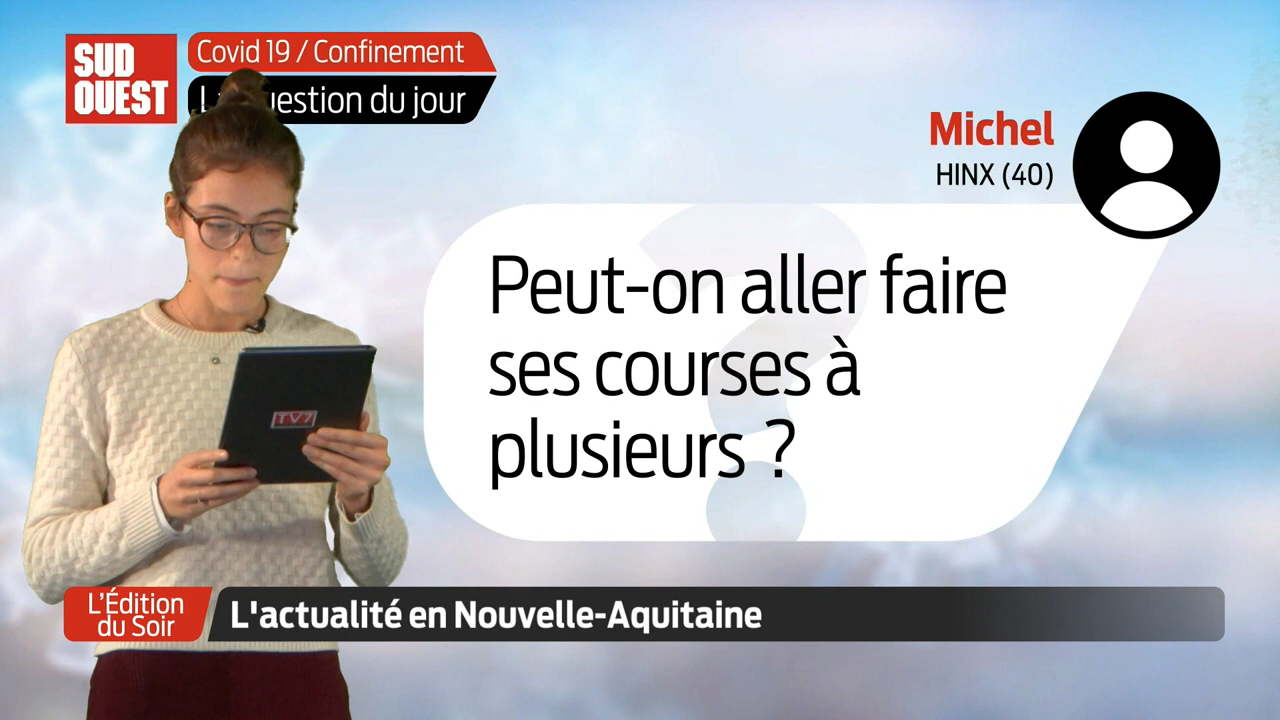 SUD
OUEST
Covid 19 / Confinement
du jour
Michel
HINX (40)
Peut-on aller faire
ses courses à
plusieurs ?
TV7
L'Édition
du Soir
L'actualité en Nouvelle-Aquitaine